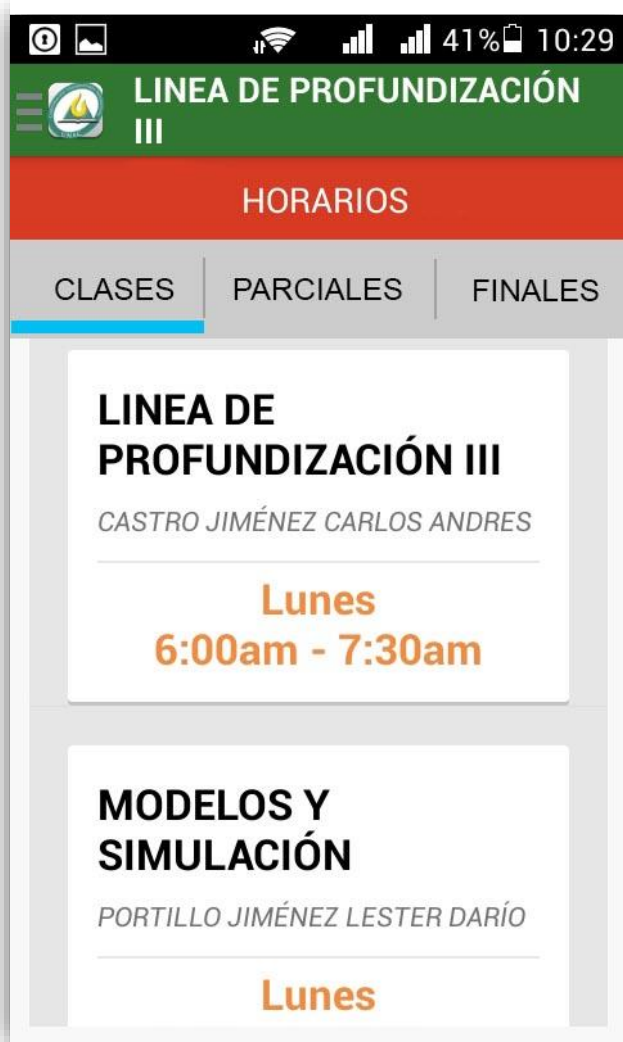 41% 10:29
LINEA DE PROFUNDIZACIÓN
III
HORARIOS
CLASES PARCIALES FINALES
LINEA DE
PROFUNDIZACIÓN III
CASTRO JIMÉNEZ CARLOS ANDRES
Lunes
6:00am - 7:30am
MODELOS Y
SIMULACIÓN
PORTILLO JIMÉNEZ LESTER DARÍO
Lunes